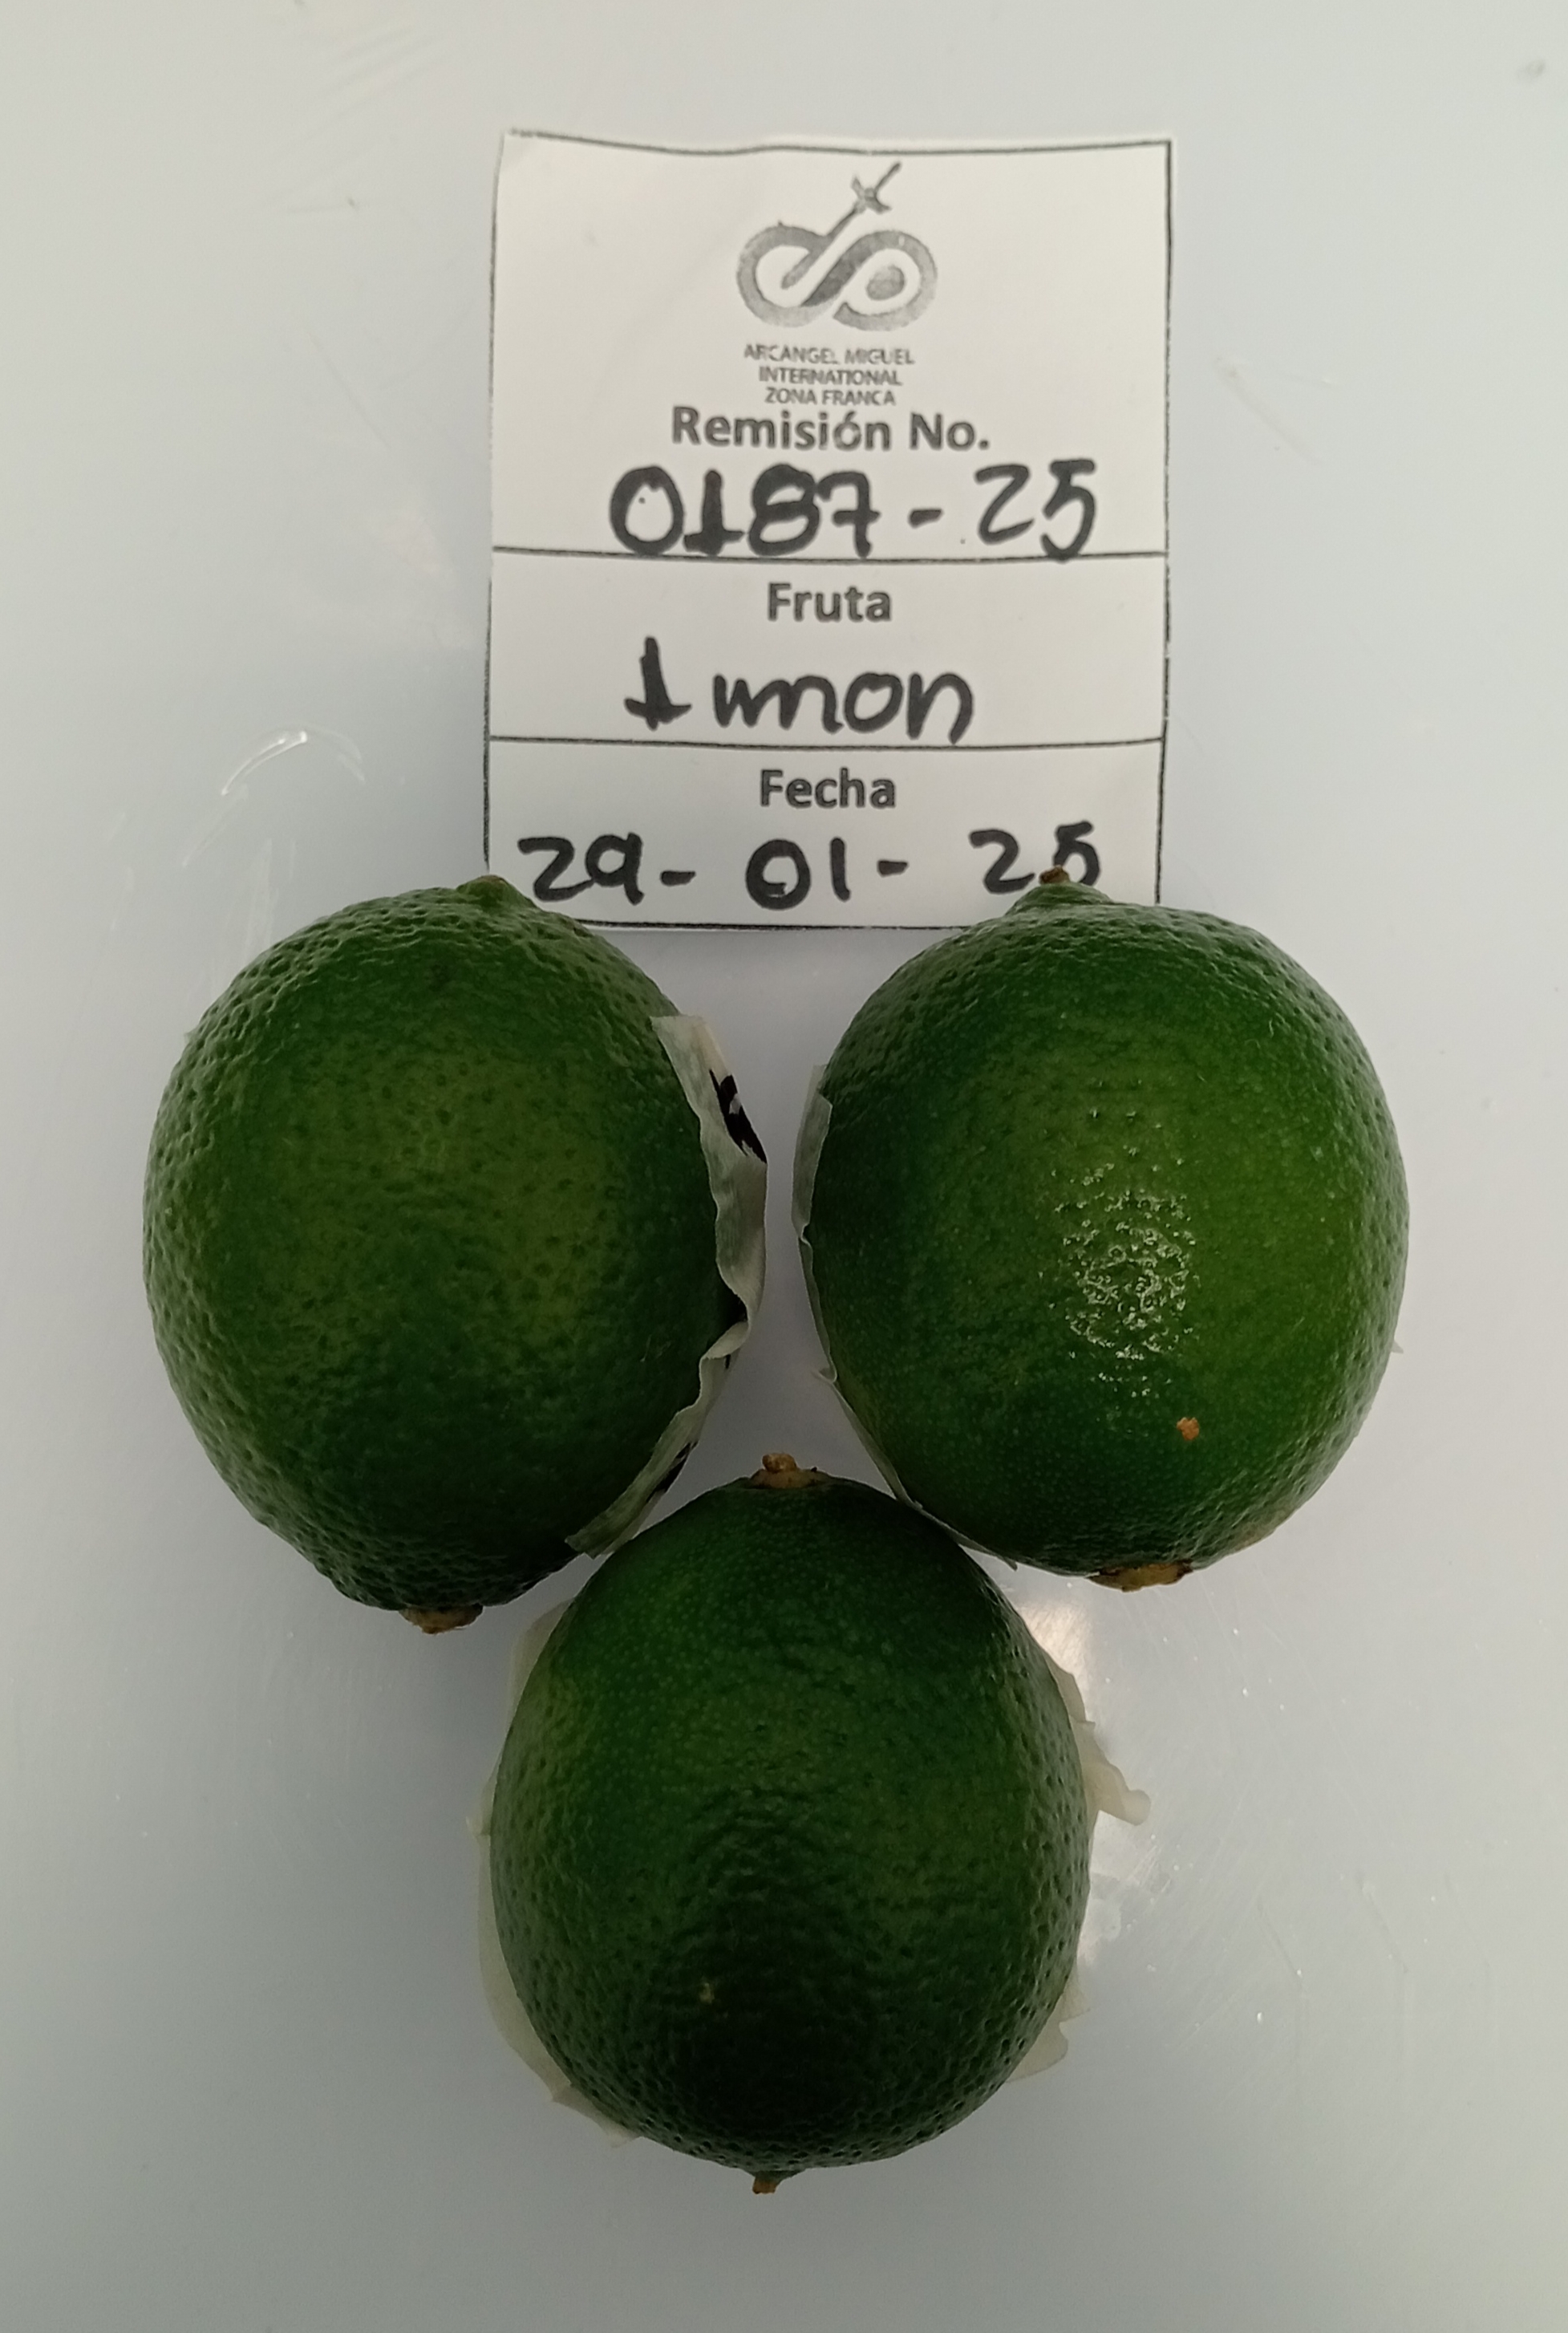 ARCANGEL MIGUEL
INTERNATIONAL
ZONA FRANCA
Remisión No.
0187-25
Fruta
Limon
Fecha
29-01-25